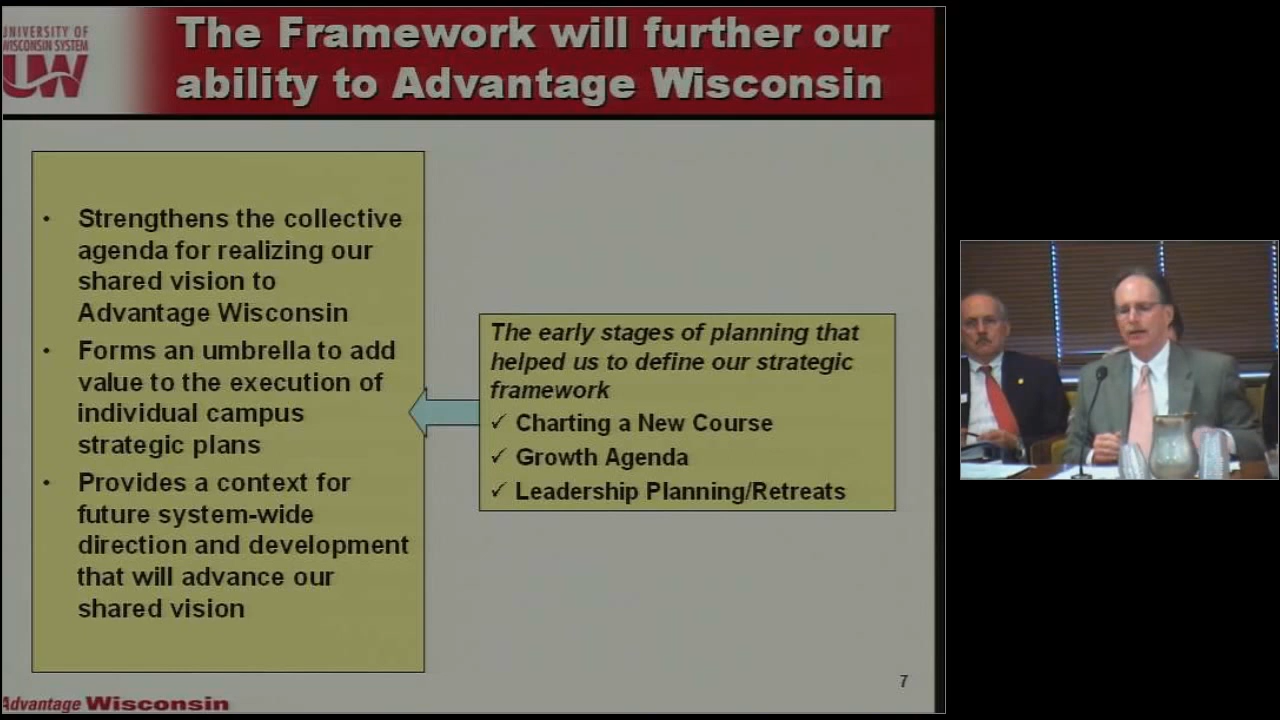 UNIVERSITY OF
WISCONSIN SYSTEM
UW
The Framework will further our
ability to Advantage Wisconsin
• Strengthens the collective
agenda for realizing our
shared vision to
Advantage Wisconsin
• Forms an umbrella to add
value to the execution of
individual campus
strategic plans
• Provides a context for
future system-wide
direction and development
that will advance our
shared vision
The early stages of planning that
helped us to define our strategic
framework
✓ Charting a New Course
✓ Growth Agenda
✓ Leadership Planning/Retreats
7
Advantage Wisconsin